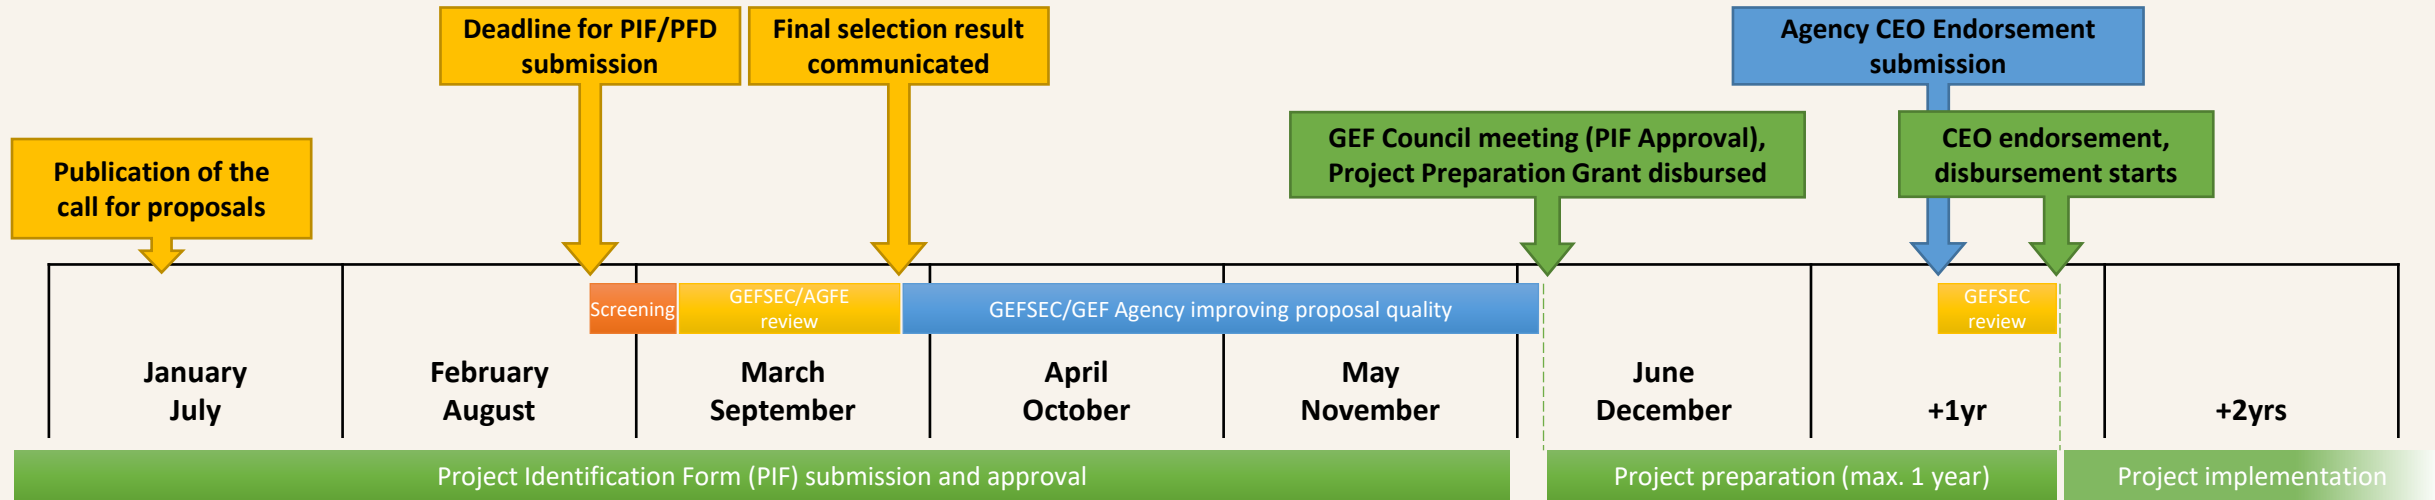 Deadline for PIF/PFD
submission
Final selection result
communicated
Agency CEO Endorsement
submission
Publication of the
call for proposals
GEF Council meeting (PIF Approval),
Project Preparation Grant disbursed
CEO endorsement,
disbursement starts
Screening
GEFSEC/AGFE
review
GEFSEC/GEF Agency improving proposal quality
GEFSEC
review
January
July
February
August
March
September
April
October
May
November
June
December
+1yr
+2yrs
Project Identification Form (PIF) submission and approval
Project preparation (max. 1 year)
Project implementation